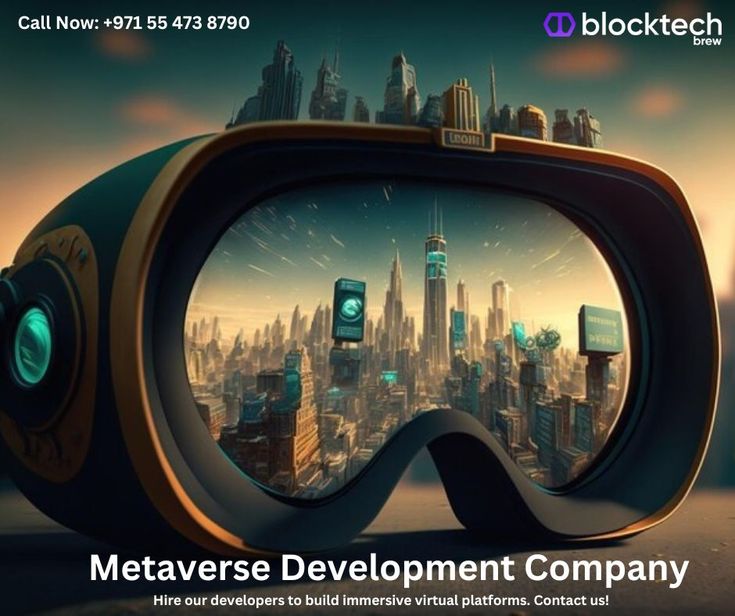 Call Now: +971 55 473 8790
blocktech
brew
Metaverse Development Company
Hire our developers to build immersive virtual platforms. Contact us!